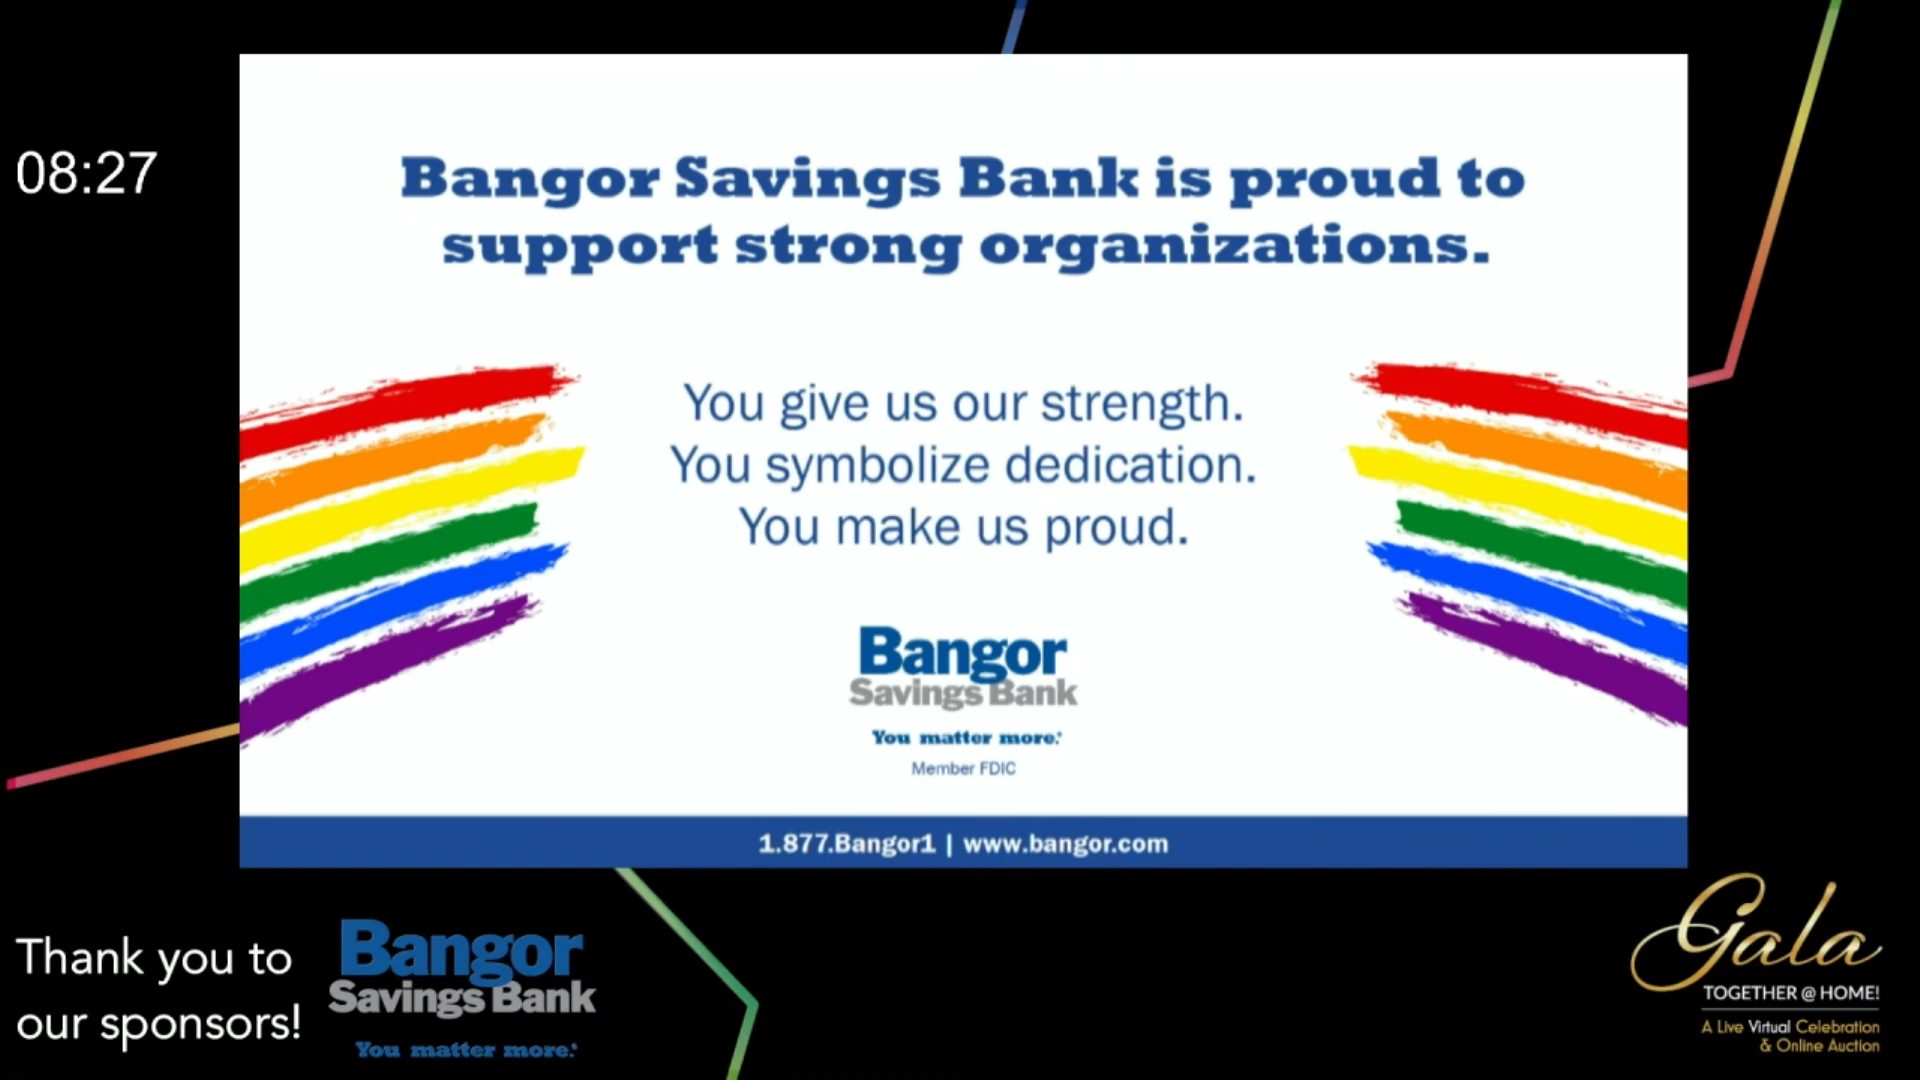 08:27
Bangor Savings Bank is proud to
support strong organizations.
You give us our strength.
You symbolize dedication.
You make us proud.
Bangor
Savings Bank
You matter more.
Member FDIC
1.877.Bangor1 | www.bangor.com
Thank you to
our sponsors!
Bangor
Savings Bank
You matter more.
Gala
TOGETHER @ HOME!
A Live Virtual Celebration
& Online Auction